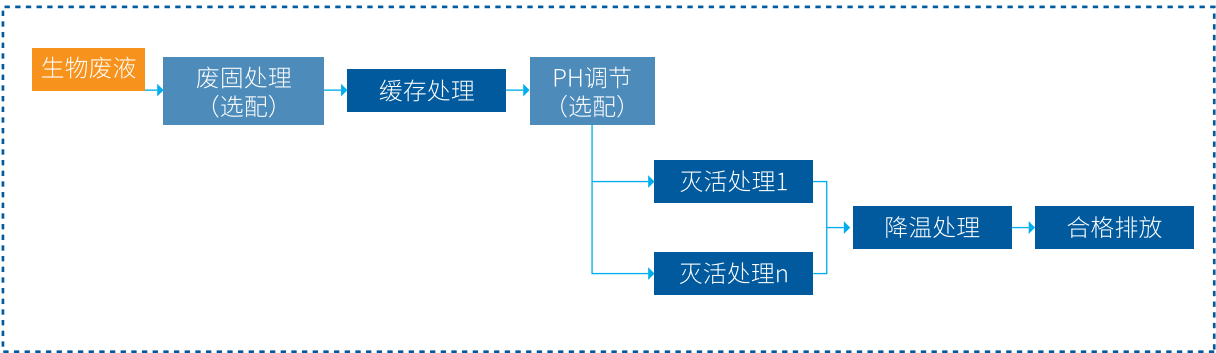 生物废液
废固处理
（选配）
缓存处理
PH调节
（选配）
灭活处理1
灭活处理n
降温处理
合格排放